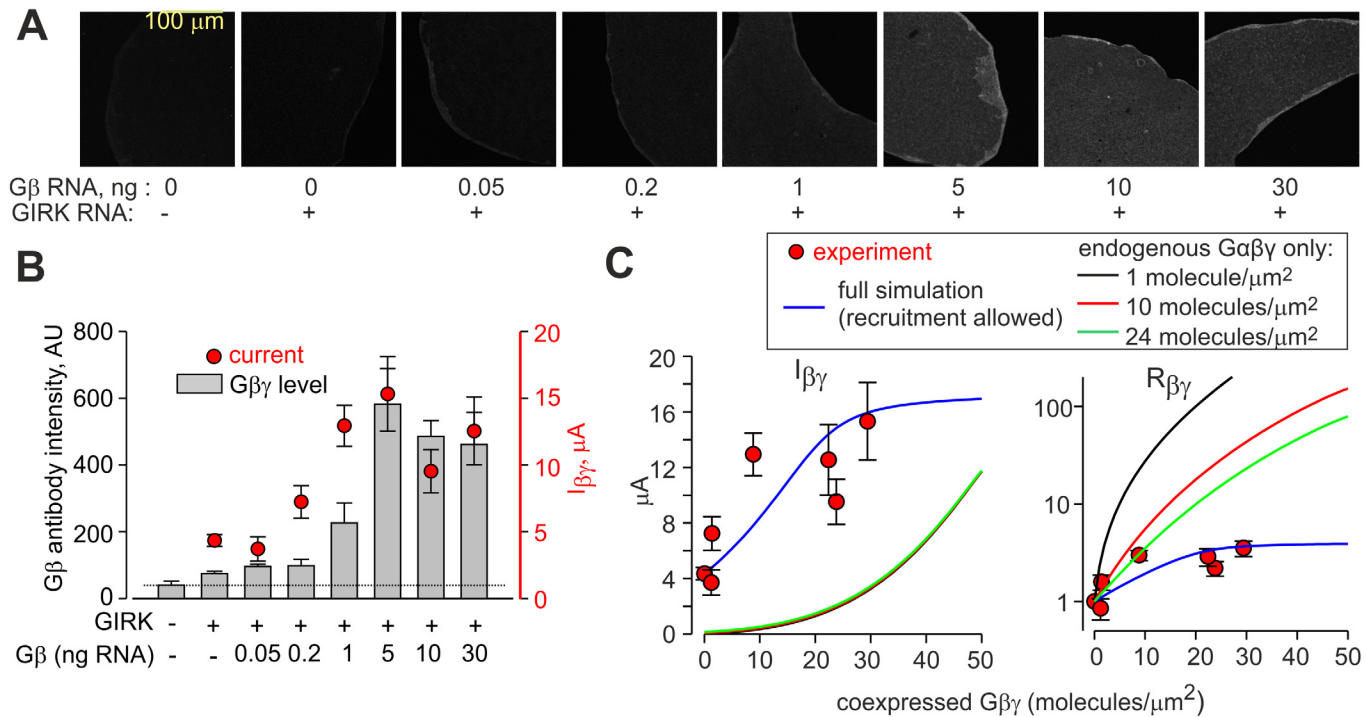 A
100 μm
Gβ RNA, ng : 0 0 0.05 0.2 1 5 10 30
GIRK RNA: - + + + + + + +
B
800
600
400
200
0
Gβ antibody intensity, AU
current
Gβγ level
20
15
10
5
0
Iβγ, μA
GIRK - + + + + + + +
Gβ (ng RNA) - - 0.05 0.2 1 5 10 30
C
experiment
full simulation
(recruitment allowed)
endogenous Gαβγ only:
1 molecule/μm2
10 molecules/μm2
24 molecules/μm2
Iβγ
20
16
12
8
4
0
μA
0 10 20 30 40 50
Rβγ
100
10
1
0 10 20 30 40 50
coexpressed Gβγ (molecules/μm2)